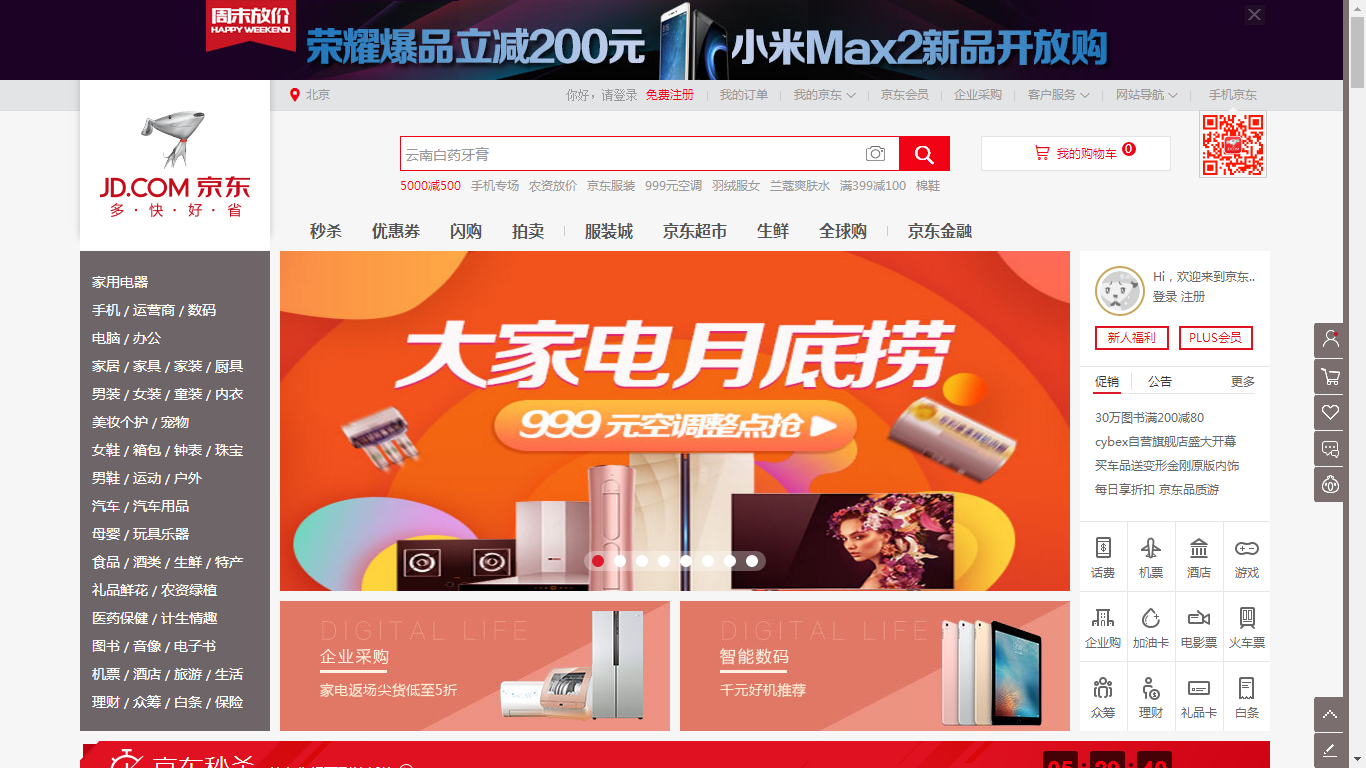 周末放价
HAPPY WEEKEND
荣耀爆品立减200元
小米Max2新品开放购
北京
你好，请登录 免费注册
我的订单
我的京东
京东会员
企业采购
客户服务
网站导航
手机京东
JD.COM 京东
多·快·好·省
云南白药牙膏
我的购物车 0
5000减500 手机专场 农资放价 京东服装 999元空调 羽绒服女 兰蔻爽肤水 满399减100 棉鞋
秒杀 优惠券 闪购 拍卖 服装城 京东超市 生鲜 全球购 京东金融
家用电器
手机 / 运营商 / 数码
电脑 / 办公
家居 / 家具 / 家装 / 厨具
男装 / 女装 / 童装 / 内衣
美妆个护 / 宠物
女鞋 / 箱包 / 钟表 / 珠宝
男鞋 / 运动 / 户外
汽车 / 汽车用品
母婴 / 玩具乐器
食品 / 酒类 / 生鲜 / 特产
礼品鲜花 / 农资绿植
医药保健 / 计生情趣
图书 / 音像 / 电子书
机票 / 酒店 / 旅游 / 生活
理财 / 众筹 / 白条 / 保险
大家电月底捞
999元空调整点抢
DIGITAL LIFE
企业采购
家电返场尖货低至5折
DIGITAL LIFE
智能数码
千元好机推荐
Hi，欢迎来到京东..
登录 注册
新人福利
PLUS会员
促销 公告 更多
30万图书满200减80
cybex自营旗舰店盛大开幕
买车品送变形金刚原版内饰
每日享折扣 京东品质游
话费 机票 酒店 游戏
企业购 加油卡 电影票 火车票
众筹 理财 礼品卡 白条
京东秒杀